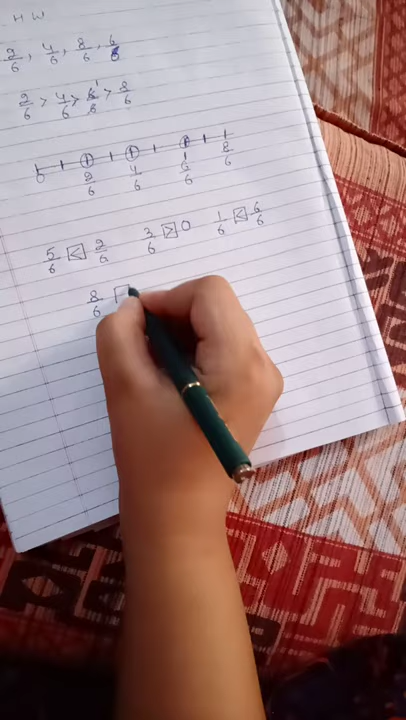 H W
2/6, 4/6, 8/6, 6/6
2/6 > 4/6 > 6/6 > 8/6
0 2/6 4/6 6/6 8/6
5/6 < 2/6 3/6 > 0 1/6 < 6/6
8/6